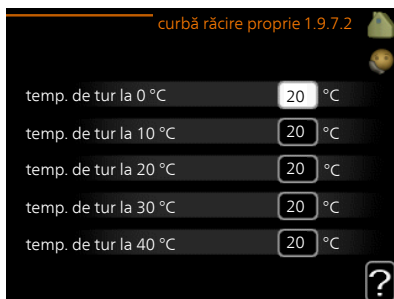 curbă răcire proprie 1.9.7.2
temp. de tur la 0 °C 20 °C
temp. de tur la 10 °C 20 °C
temp. de tur la 20 °C 20 °C
temp. de tur la 30 °C 20 °C
temp. de tur la 40 °C 20 °C
?